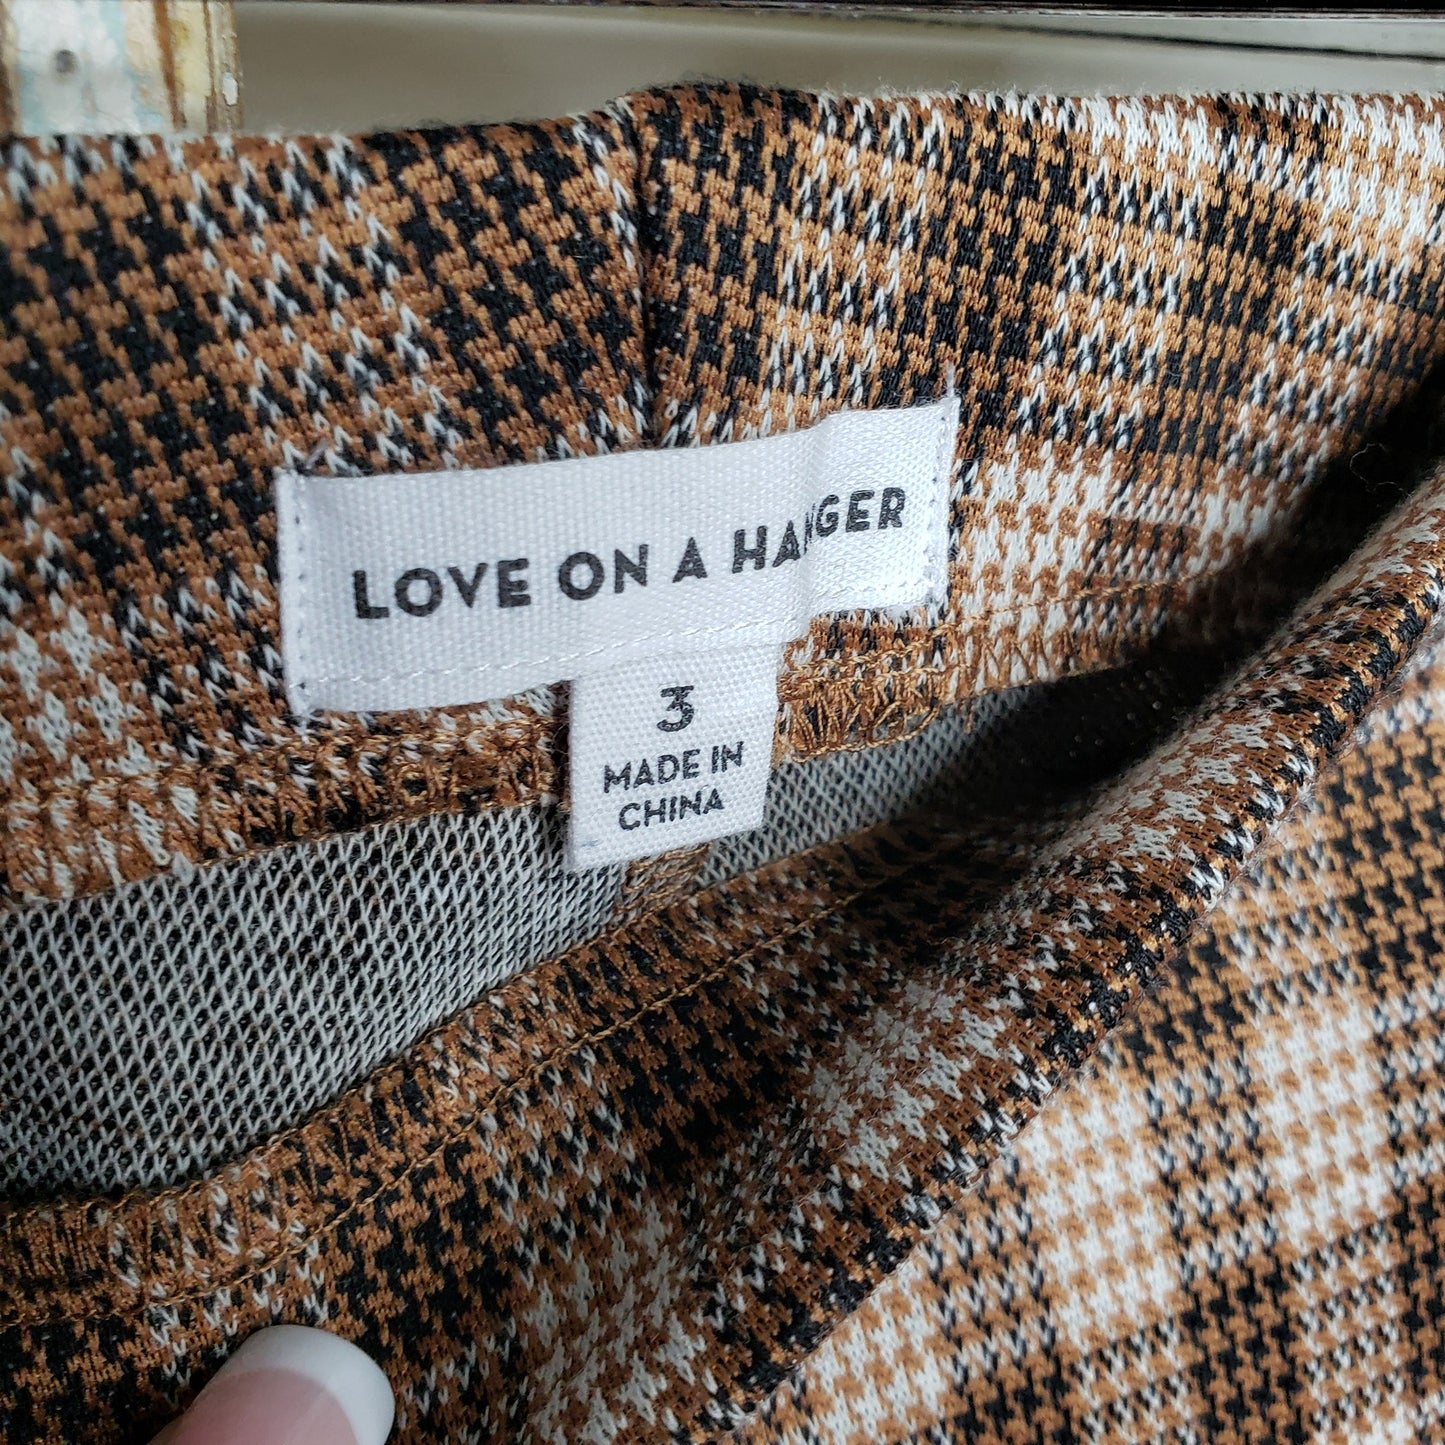 LOVE ON A HANGER
3
MADE IN
CHINA